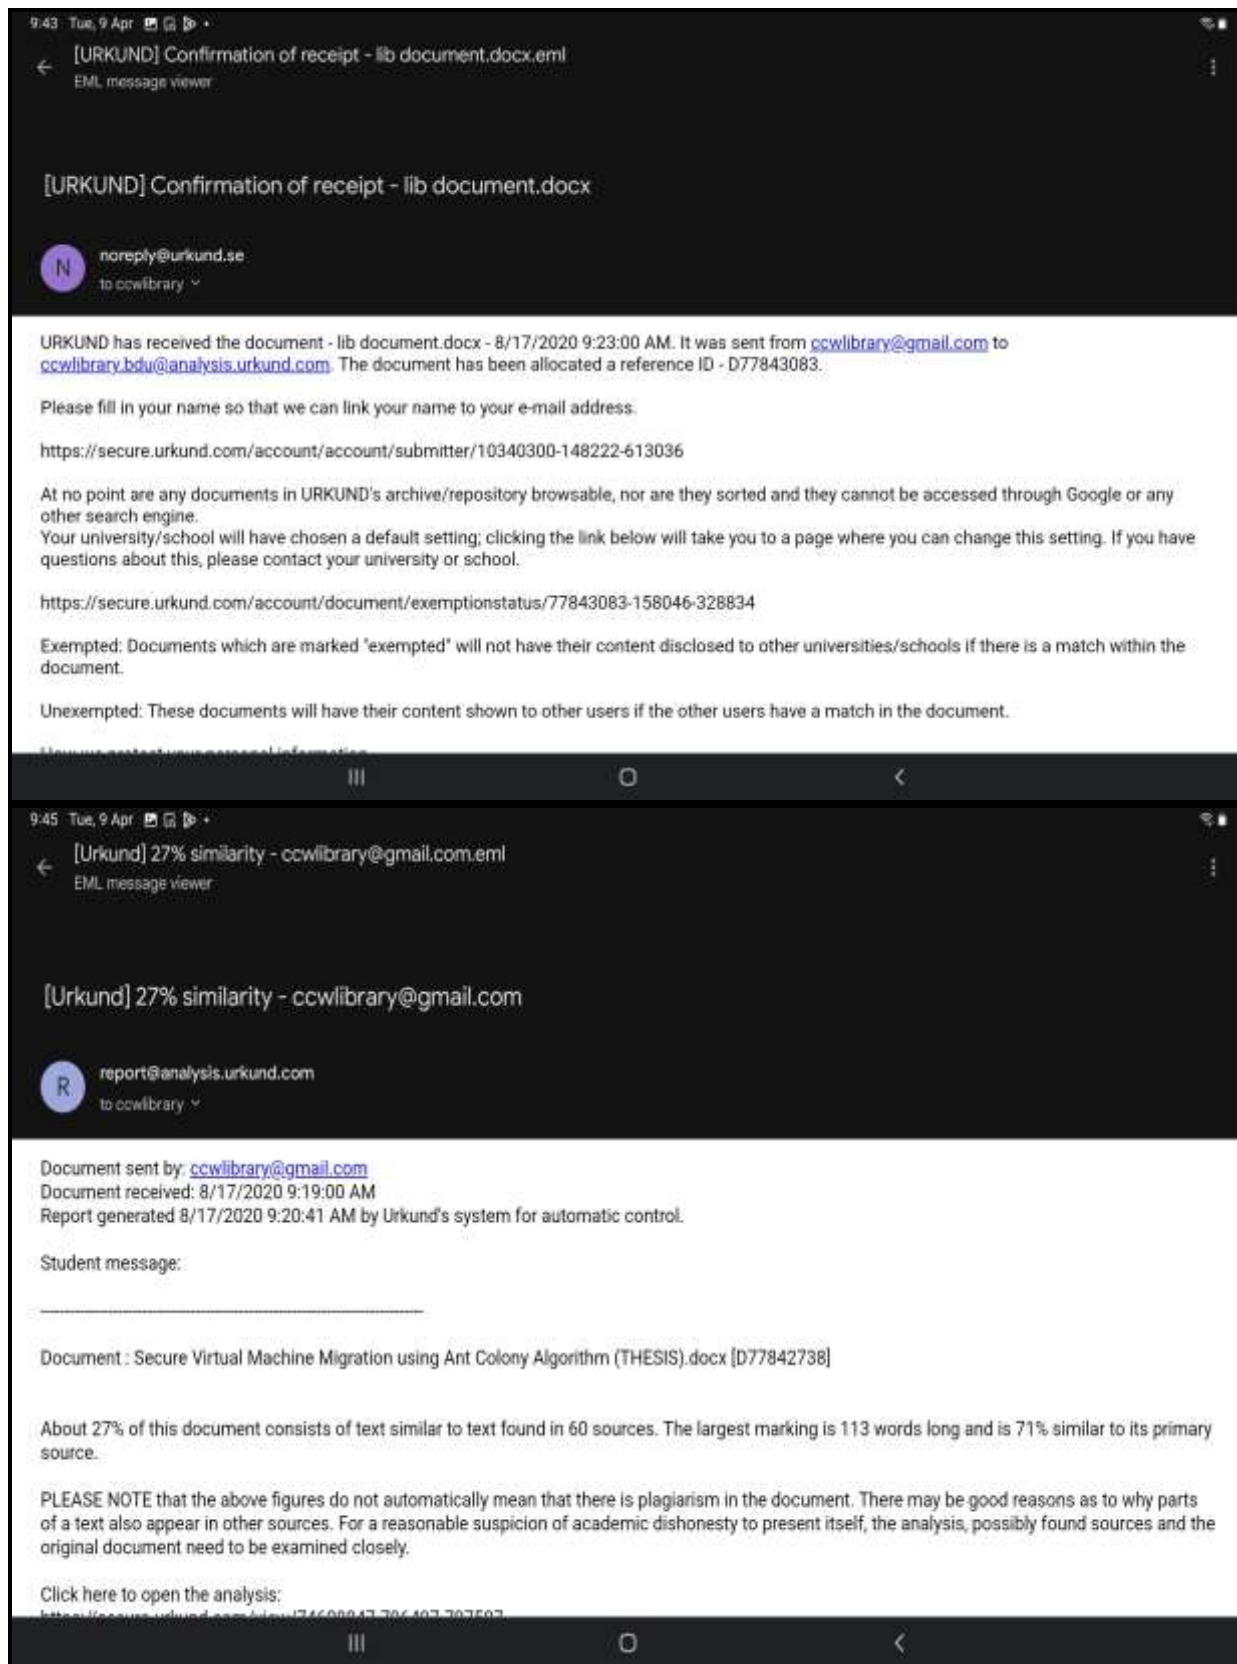 9:43 Tue, 9 Apr
[URKUND] Confirmation of receipt - lib document.docx.eml
EML message viewer
[URKUND] Confirmation of receipt - lib document.docx
N
noreply@urkund.se
to ccwlibrary
URKUND has received the document - lib document.docx - 8/17/2020 9:23:00 AM. It was sent from ccwlibrary@gmail.com to
ccwlibrary.bdu@analysis.urkund.com. The document has been allocated a reference ID - D77843083.
Please fill in your name so that we can link your name to your e-mail address.
https://secure.urkund.com/account/account/submitter/10340300-148222-613036
At no point are any documents in URKUND's archive/repository browsable, nor are they sorted and they cannot be accessed through Google or any
other search engine.
Your university/school will have chosen a default setting; clicking the link below will take you to a page where you can change this setting. If you have
questions about this, please contact your university or school.
https://secure.urkund.com/account/document/exemptionstatus/77843083-158046-328834
Exempted: Documents which are marked "exempted" will not have their content disclosed to other universities/schools if there is a match within the
document.
Unexempted: These documents will have their content shown to other users if the other users have a match in the document.
How we protect your personal information
9:45 Tue, 9 Apr
[Urkund] 27% similarity - ccwlibrary@gmail.com.eml
EML message viewer
[Urkund] 27% similarity - ccwlibrary@gmail.com
R
report@analysis.urkund.com
to ccwlibrary
Document sent by: ccwlibrary@gmail.com
Document received: 8/17/2020 9:19:00 AM
Report generated 8/17/2020 9:20:41 AM by Urkund's system for automatic control.
Student message:
Document : Secure Virtual Machine Migration using Ant Colony Algorithm (THESIS).docx [D77842738]
About 27% of this document consists of text similar to text found in 60 sources. The largest marking is 113 words long and is 71% similar to its primary
source.
PLEASE NOTE that the above figures do not automatically mean that there is plagiarism in the document. There may be good reasons as to why parts
of a text also appear in other sources. For a reasonable suspicion of academic dishonesty to present itself, the analysis, possibly found sources and the
original document need to be examined closely.
Click here to open the analysis: